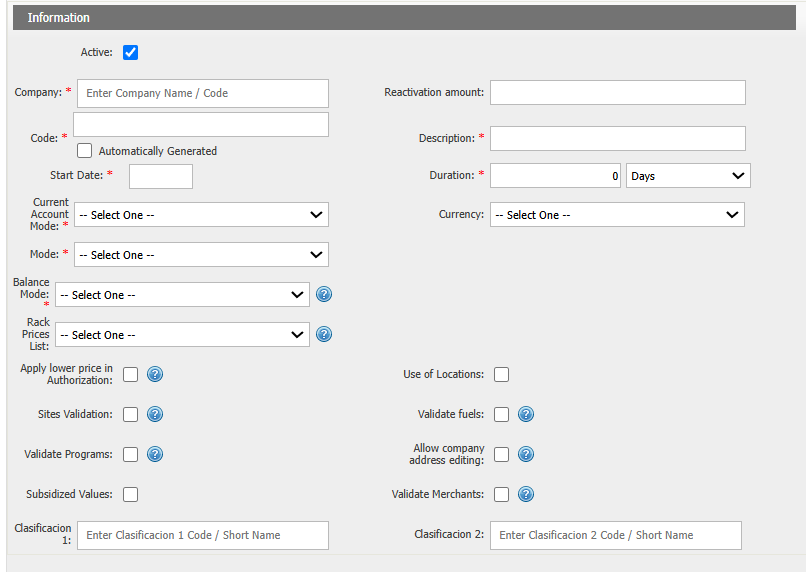 Information
Active:
Company: * Enter Company Name / Code
Reactivation amount:
Code: *
Automatically Generated
Description: *
Start Date: *
Duration: * 0 Days
Current
Account
Mode: * -- Select One --
Currency: -- Select One --
Mode: * -- Select One --
Balance
Mode:
* -- Select One -- ?
Rack
Prices
List: -- Select One -- ?
Apply lower price in
Authorization: ?
Use of Locations:
Sites Validation: ?
Validate fuels: ?
Validate Programs: ?
Allow company
address editing: ?
Subsidized Values:
Validate Merchants: ?
Clasificacion
1: Enter Clasificacion 1 Code / Short Name
Clasificacion 2: Enter Clasificacion 2 Code / Short Name